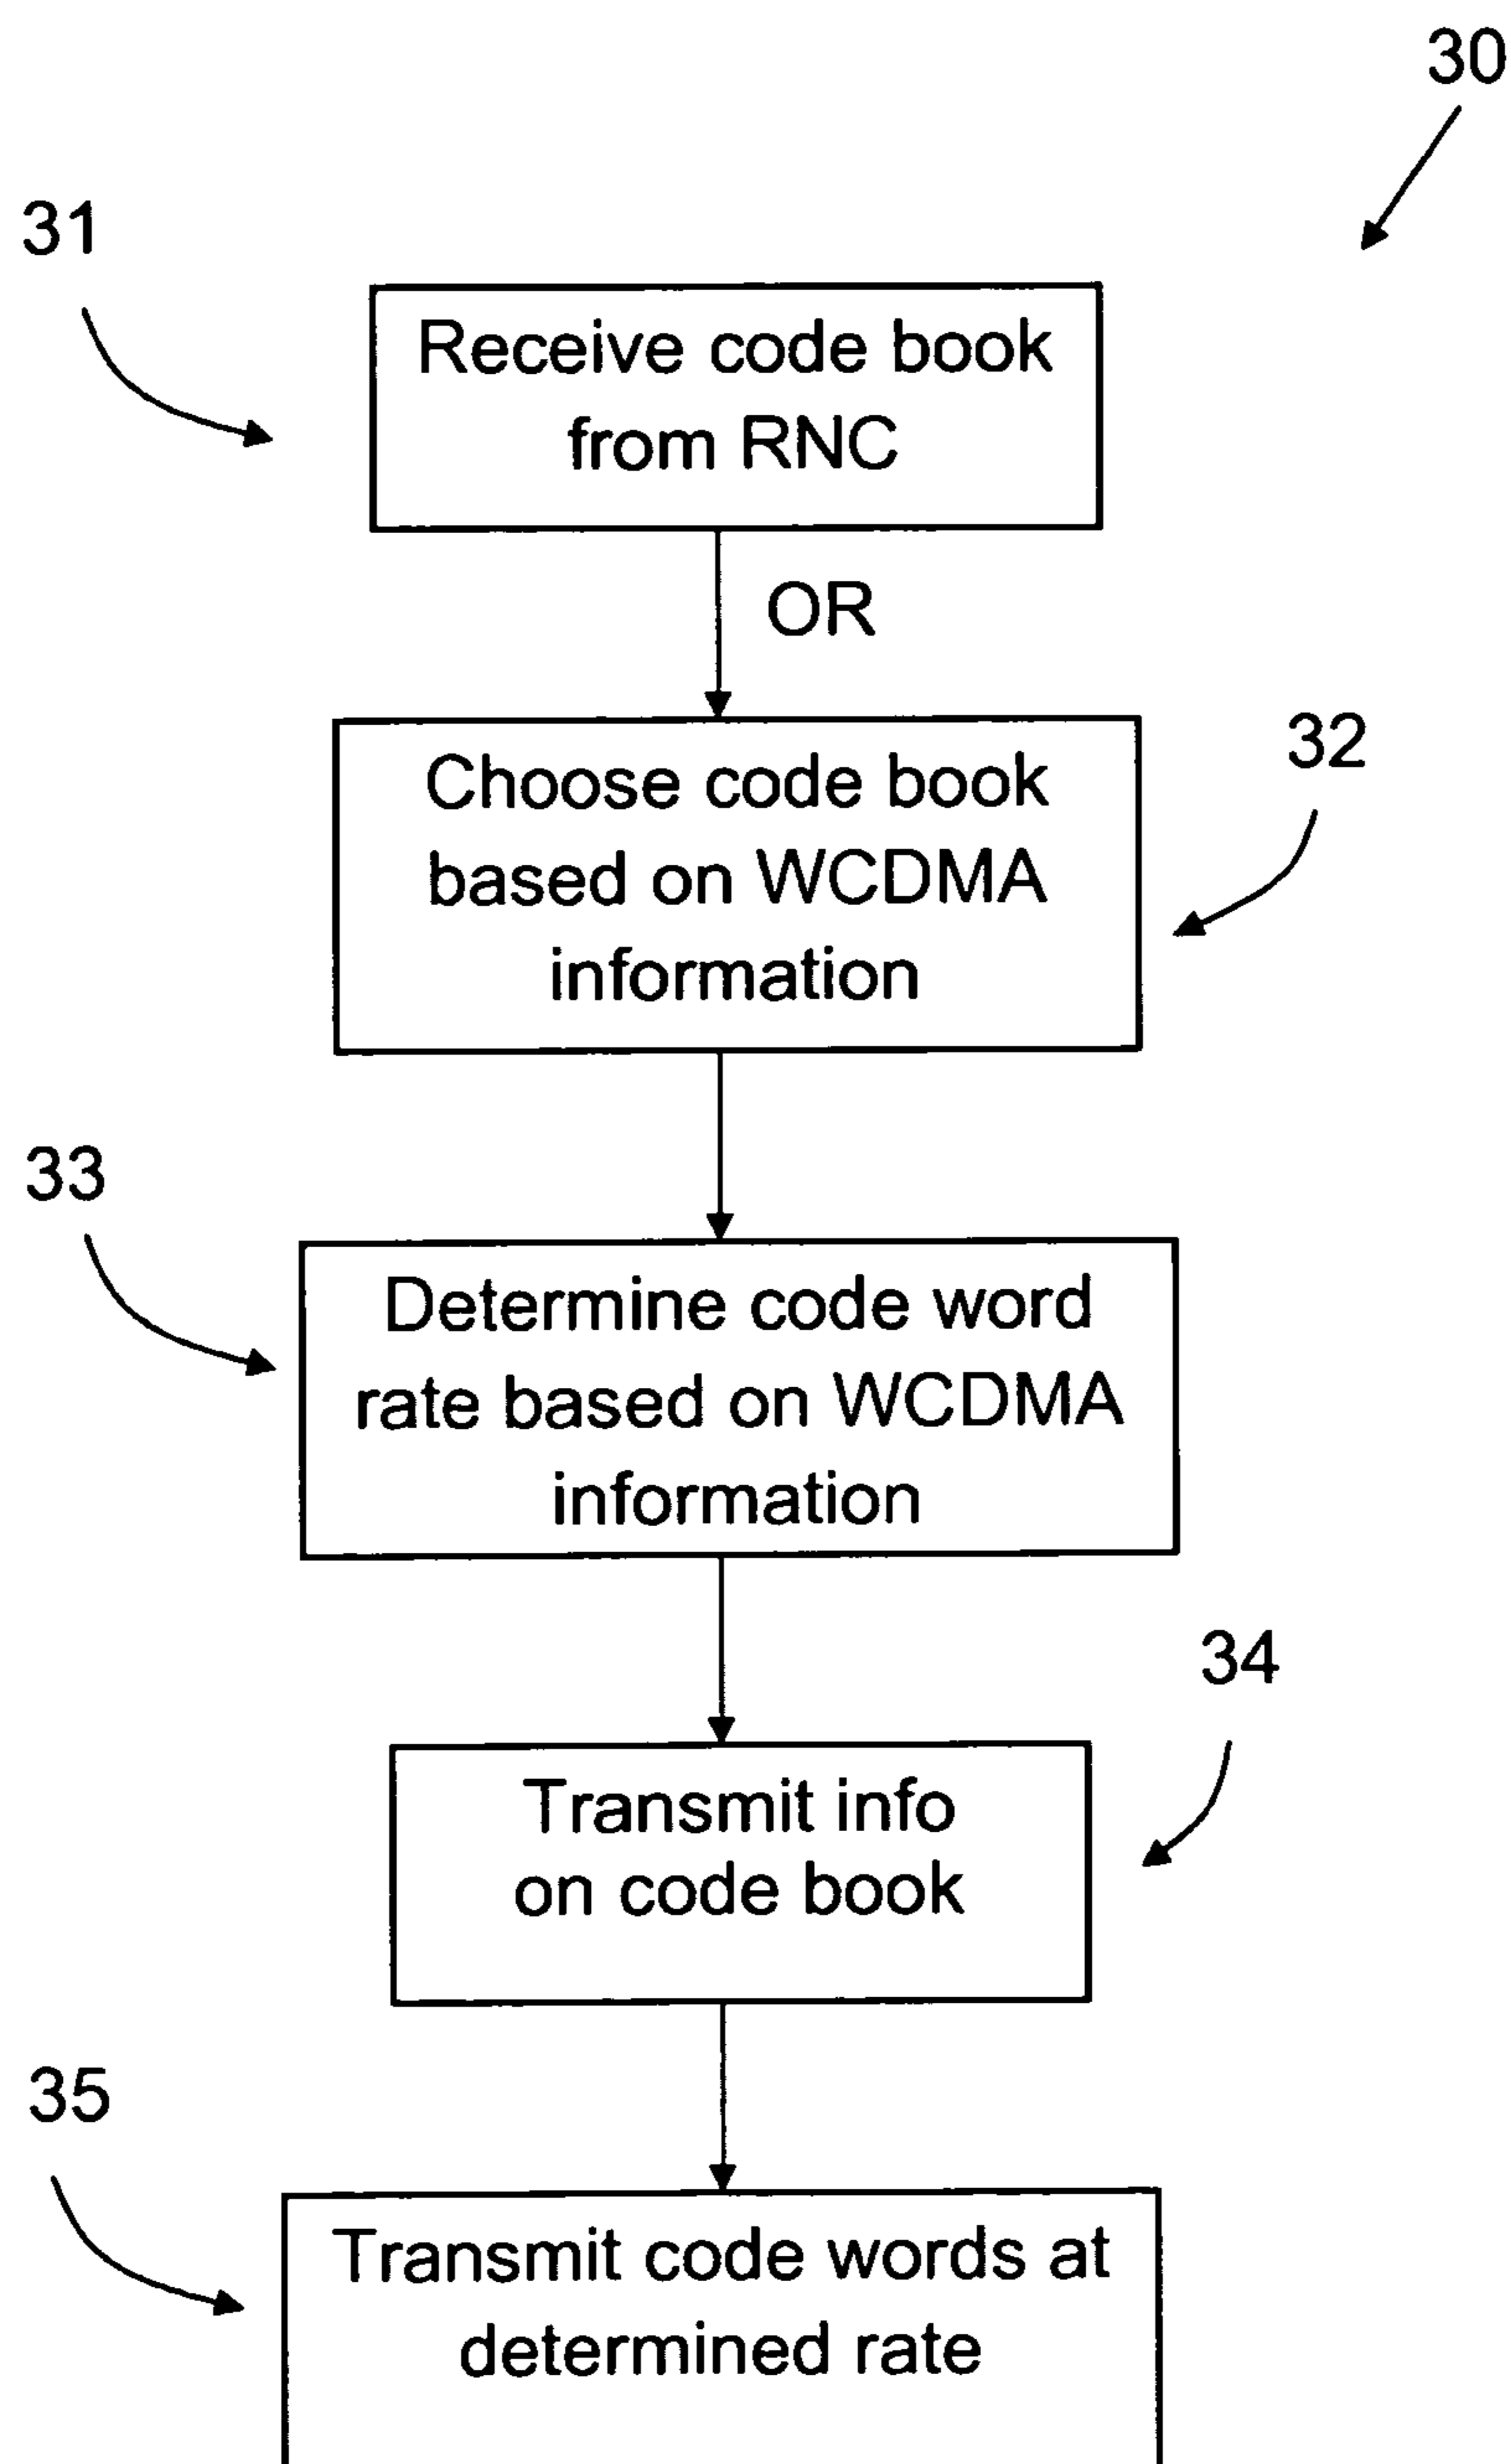 30
31
Receive code book
from RNC
OR
Choose code book
based on WCDMA
information
32
33
Determine code word
rate based on WCDMA
information
34
Transmit info
on code book
35
Transmit code words at
determined rate